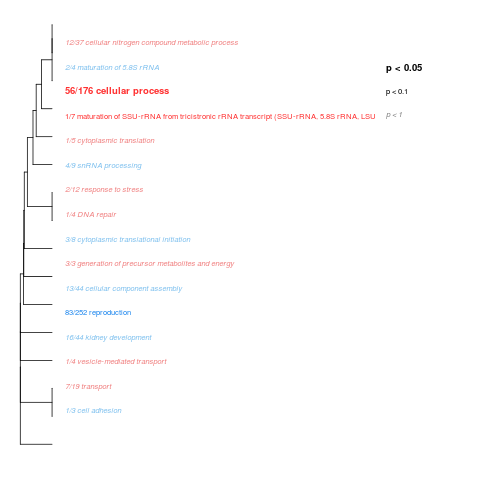 12/97 cellular nitrogen compound metabolic process
2/4 maturation of 5.8S rRNA
p < 0.05
56/176 cellular process
p < 0.1
1/7 maturation of SSU-rRNA from tricistronic rRNA transcript (SSU-rRNA, 5.8S rRNA, LSU
p < 1
1/5 cytoplasmic translation
4/9 snRNA processing
2/12 response to stress
1/4 DNA repair
3/8 cytoplasmic translational initiation
3/3 generation of precursor metabolites and energy
13/44 cellular component assembly
83/252 reproduction
16/44 kidney development
1/4 vesicle-mediated transport
7/19 transport
1/3 cell adhesion